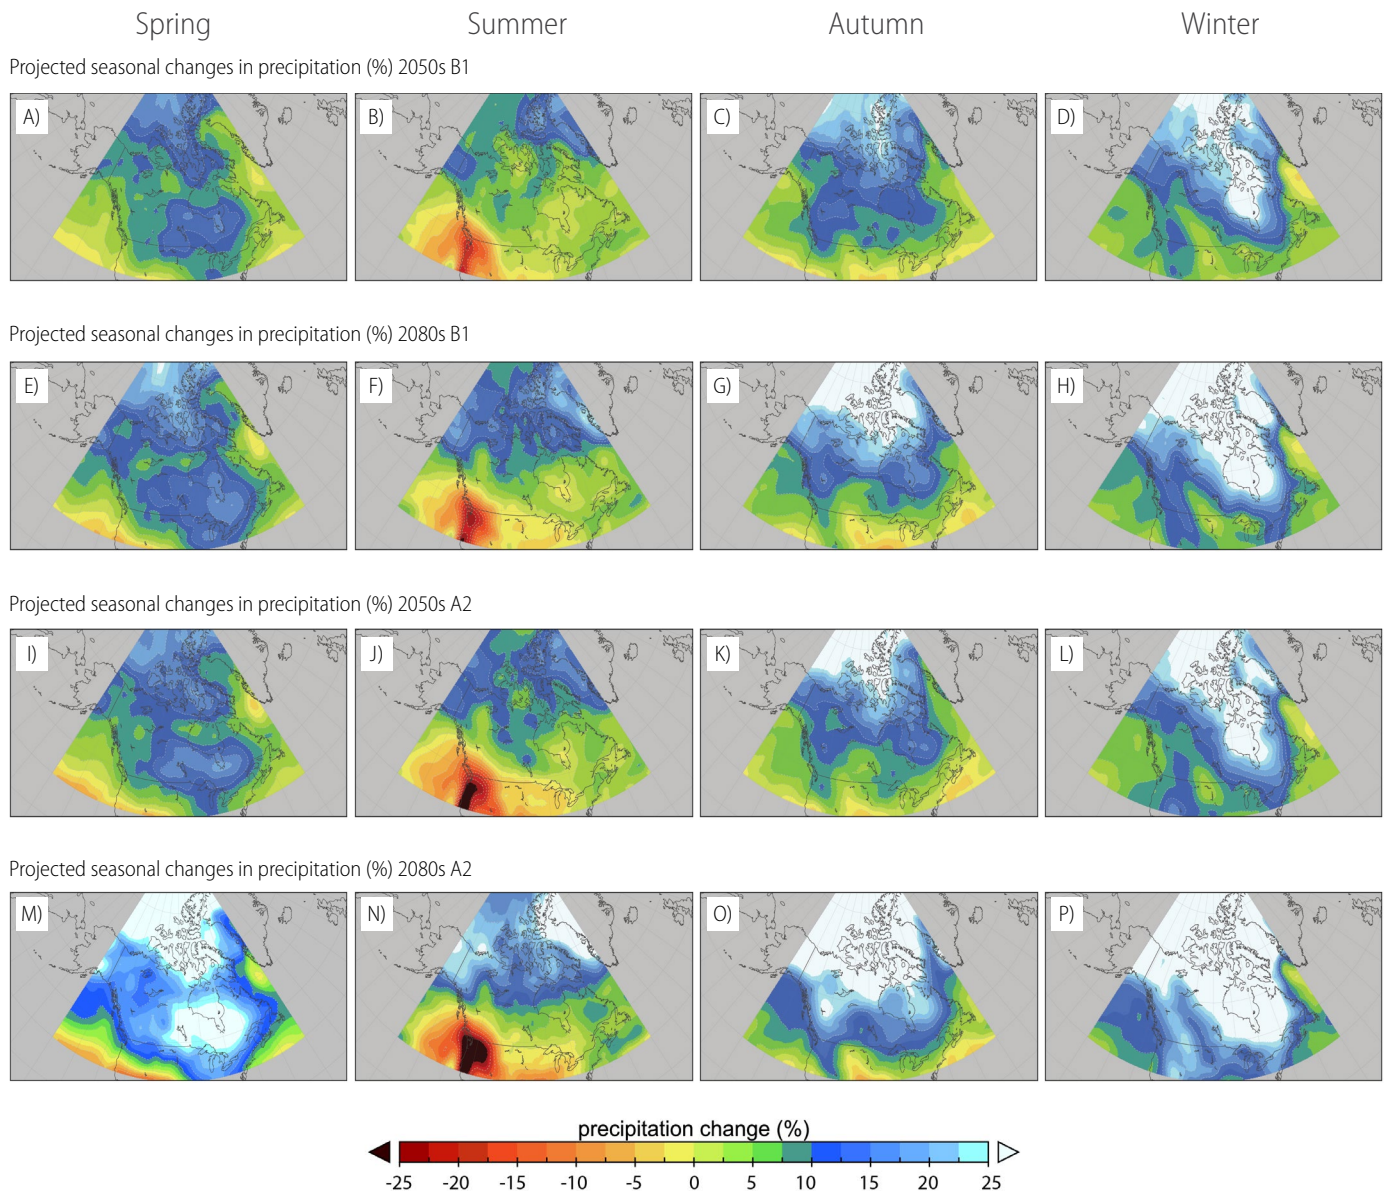 Spring Summer Autumn Winter
Projected seasonal changes in precipitation (%) 2050s B1
A) B) C) D)
Projected seasonal changes in precipitation (%) 2080s B1
E) F) G) H)
Projected seasonal changes in precipitation (%) 2050s A2
I) J) K) L)
Projected seasonal changes in precipitation (%) 2080s A2
M) N) O) P)
precipitation change (%)
-25 -20 -15 -10 -5 0 5 10 15 20 25